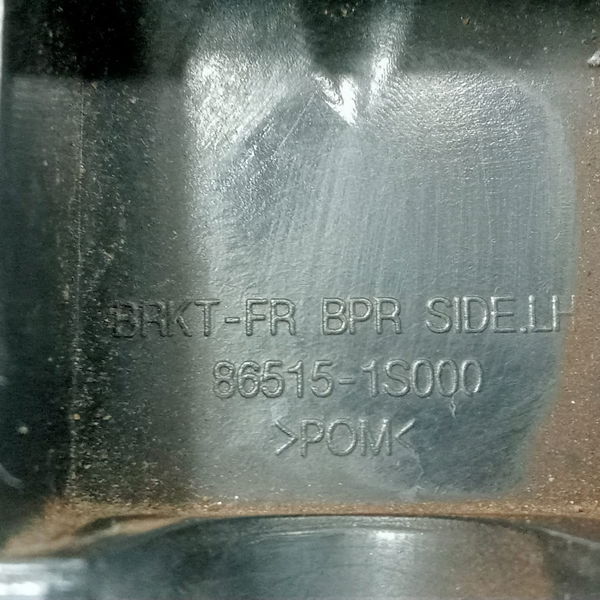 BRKT-FR BPR SIDE.LH
86515-1S000
>POM<